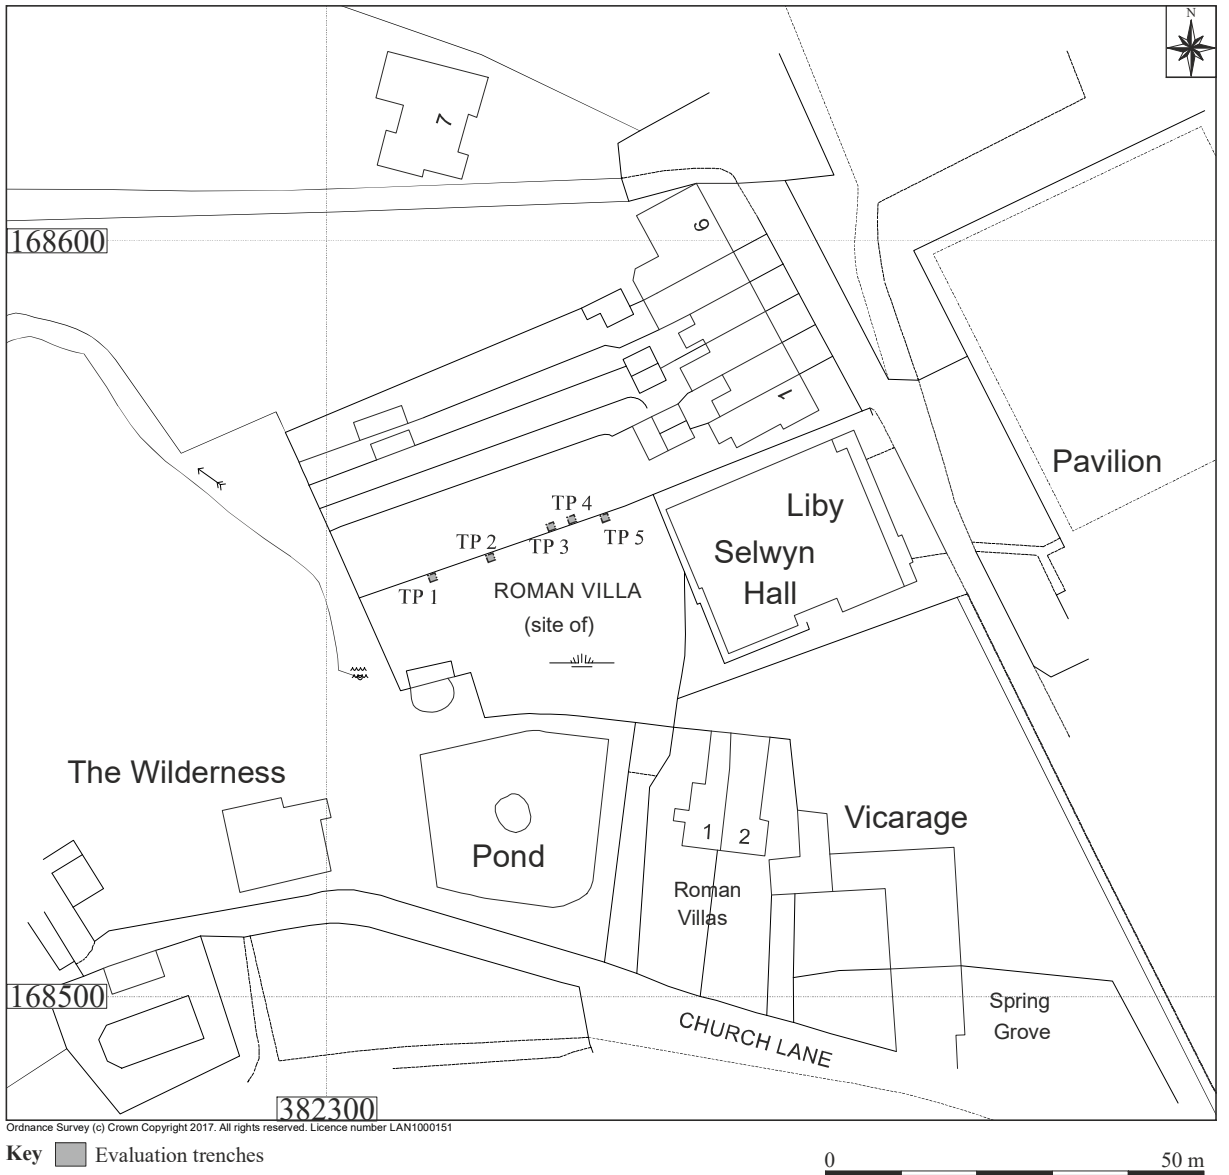 N
7
168600
9
1
Pavilion
Liby
TP 4
Selwyn
TP 2
TP 3
TP 5
Hall
TP 1
ROMAN VILLA
(site of)
The Wilderness
Vicarage
1
2
Pond
Roman
Villas
168500
Spring
Grove
CHURCH LANE
382300
Ordnance Survey (c) Crown Copyright 2017. All rights reserved. Licence number LAN1000151
Key Evaluation trenches
0 50 m